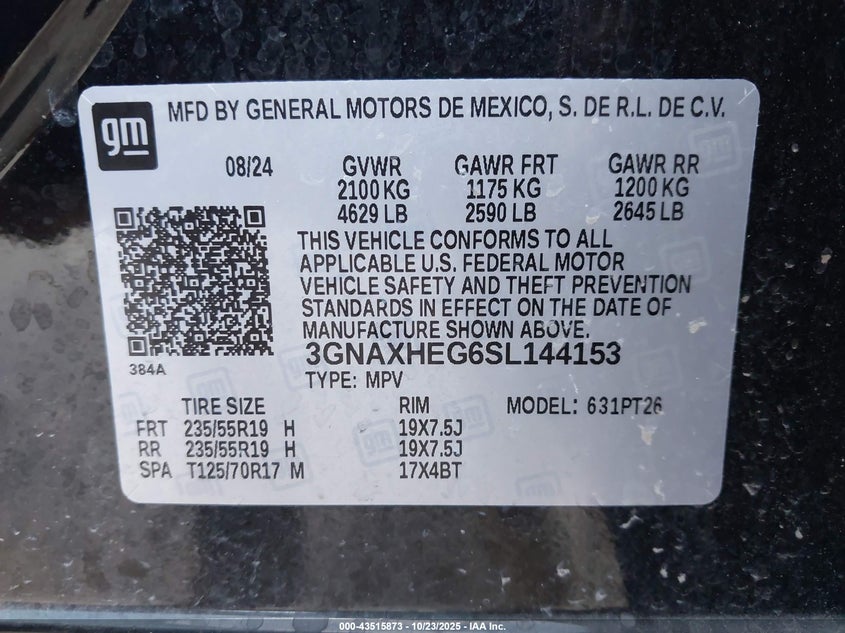 gm
MFD BY GENERAL MOTORS DE MEXICO, S. DE R.L. DE C.V.
08/24 GVWR GAWR FRT GAWR RR
2100 KG 1175 KG 1200 KG
4629 LB 2590 LB 2645 LB
THIS VEHICLE CONFORMS TO ALL
APPLICABLE U.S. FEDERAL MOTOR
VEHICLE SAFETY AND THEFT PREVENTION
STANDARDS IN EFFECT ON THE DATE OF
MANUFACTURE SHOWN ABOVE.
3GNAXHEG6SL144153
384A
TYPE: MPV
TIRE SIZE RIM MODEL: 631PT26
FRT 235/55R19 H 19X7.5J
RR 235/55R19 H 19X7.5J
SPA T125/70R17 M 17X4BT
000-43515873 - 10/23/2025 - IAA Inc.